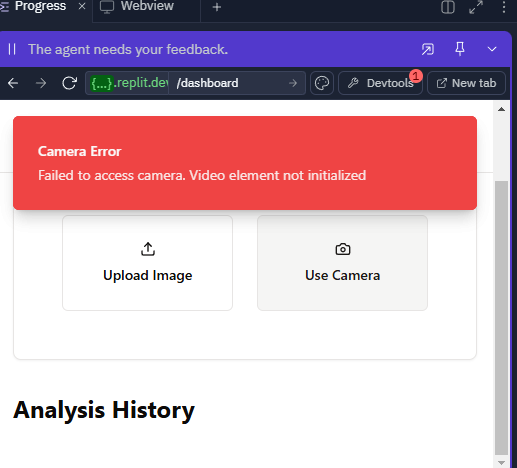 Progress
Webview
The agent needs your feedback.
{...}.replit.dev /dashboard
Devtools 1
New tab
Camera Error
Failed to access camera. Video element not initialized
Upload Image
Use Camera
Analysis History